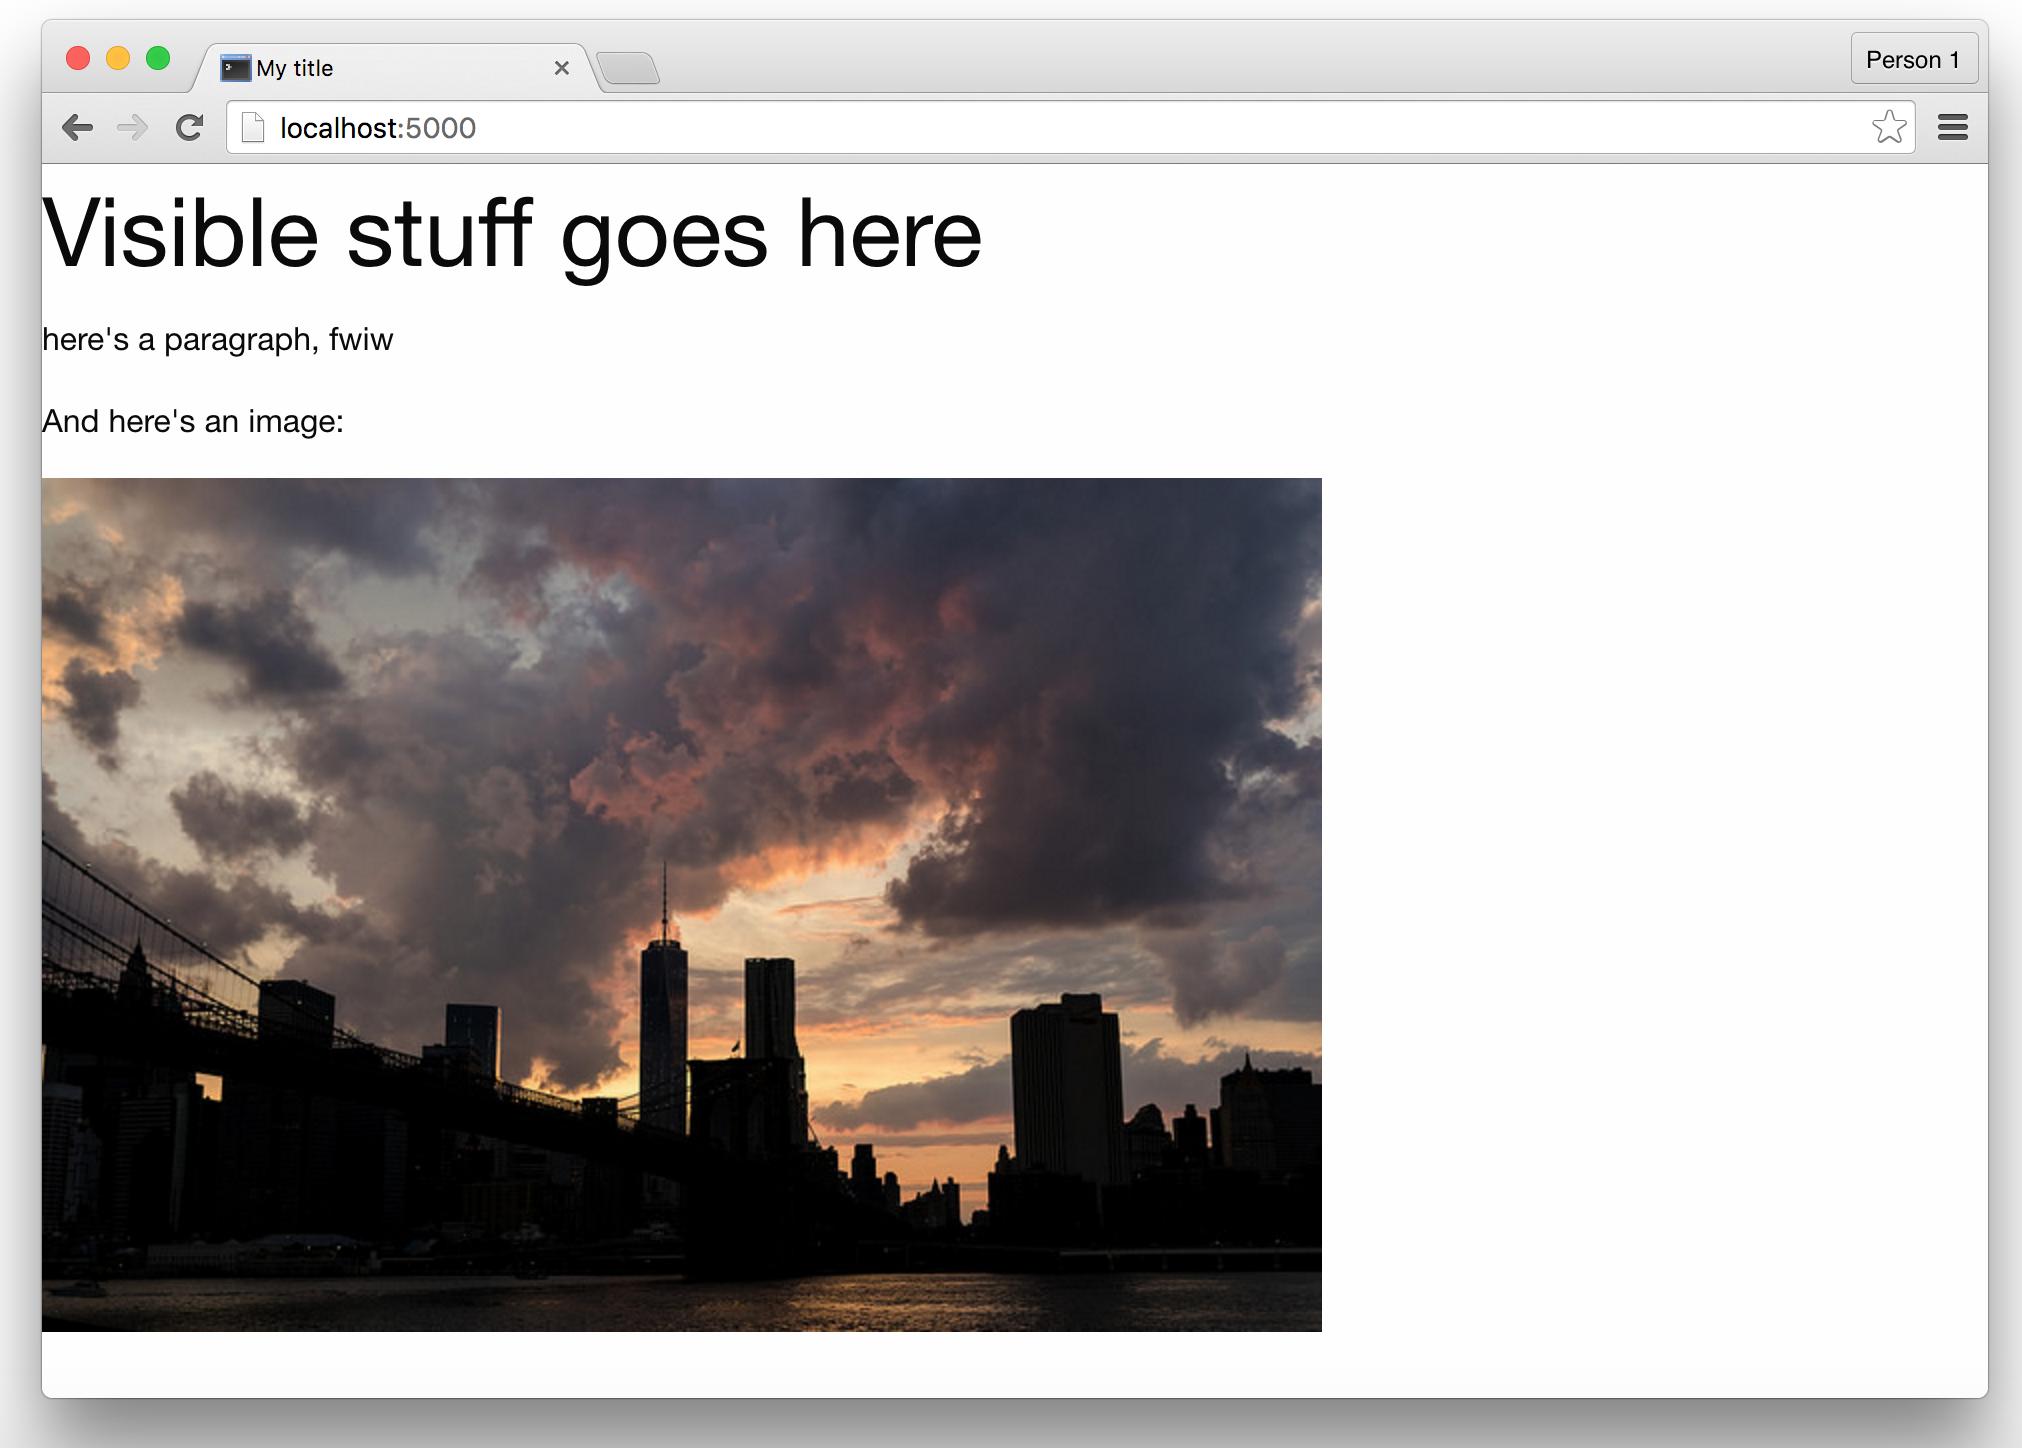 My title
Person 1
localhost:5000
Visible stuff goes here
here's a paragraph, fwiw
And here's an image: